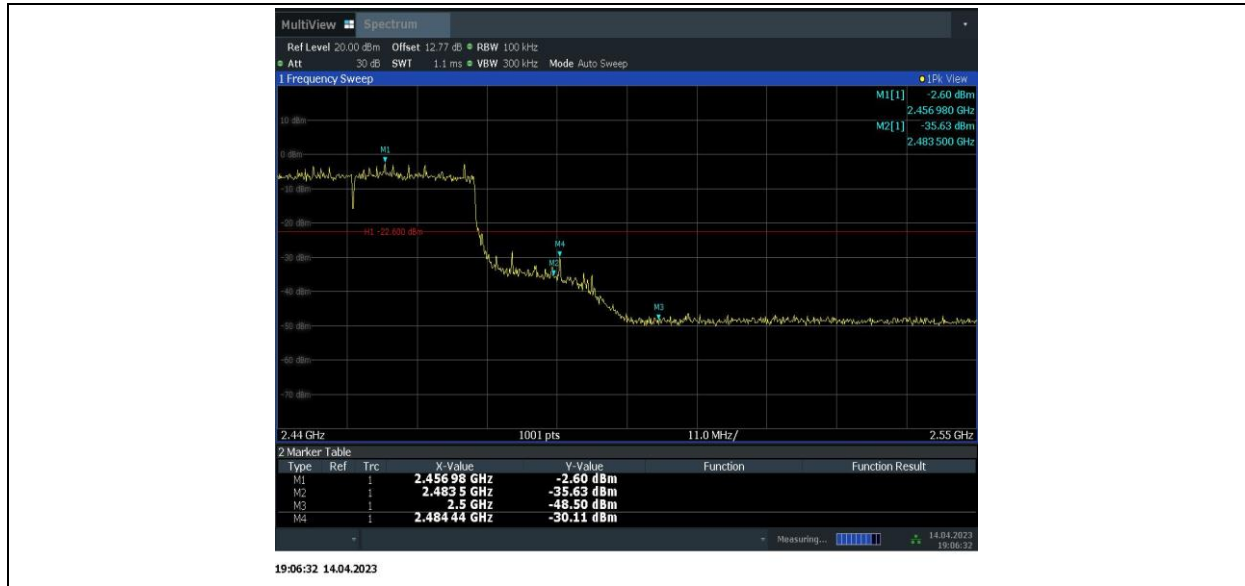 MultiView Spectrum
Ref Level 20.00 dBm Offset 12.77 dB RBW 100 kHz
Att 30 dB SWT 1.1 ms VBW 300 kHz Mode Auto Sweep
1 Frequency Sweep 1Pk View
M1[1] -2.60 dBm
2.456 980 GHz
10 dBm M2[1] -35.63 dBm
2.483 500 GHz
M1
0 dBm
-10 dBm
-20 dBm
H1 -22.600 dBm
M4
-30 dBm
M2
-40 dBm
M3
-50 dBm
-60 dBm
-70 dBm
2.44 GHz 1001 pts 11.0 MHz/ 2.55 GHz
2 Marker Table
Type Ref Trc X-Value Y-Value Function Function Result
M1 1 2.456 98 GHz -2.60 dBm
M2 1 2.483 5 GHz -35.63 dBm
M3 1 2.5 GHz -48.50 dBm
M4 1 2.484 44 GHz -30.11 dBm
Measuring... 14.04.2023
19:06:32
19:06:32 14.04.2023